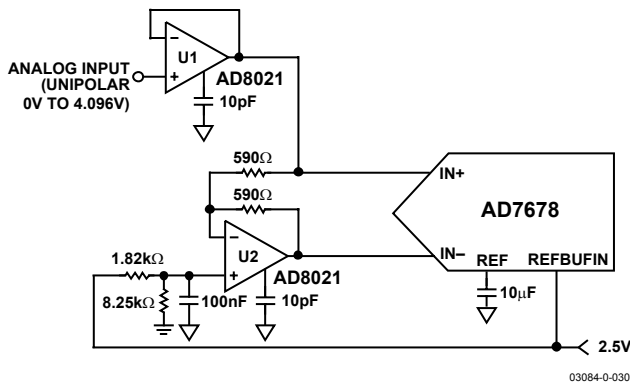 U1
ANALOG INPUT
(UNIPOLAR
0V TO 4.096V)
−
+
AD8021
10pF
590Ω
590Ω
IN+
AD7678
IN−
REF
REFBUFIN
−
U2
+
AD8021
1.82kΩ
8.25kΩ
100nF
10pF
10μF
2.5V
03084-0-030